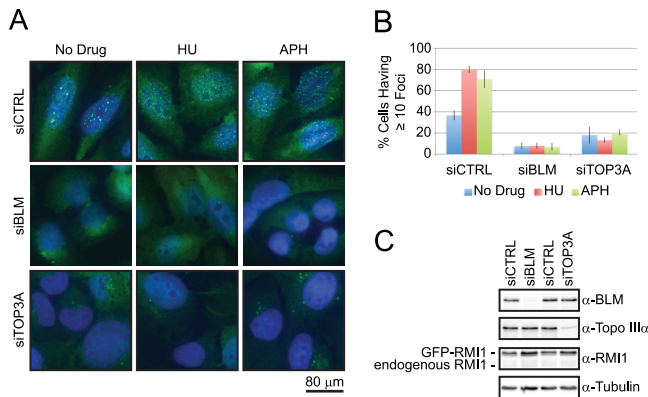 A
No Drug HU APH
siCTRL
siBLM
siTOP3A
80 µm
B
% Cells Having
≥ 10 Foci
100
80
60
40
20
0
siCTRL siBLM siTOP3A
No Drug HU APH
C
siCTRL siBLM siCTRL siTOP3A
α-BLM
α-Topo IIIα
GFP-RMI1 -
endogenous RMI1 -
α-RMI1
α-Tubulin